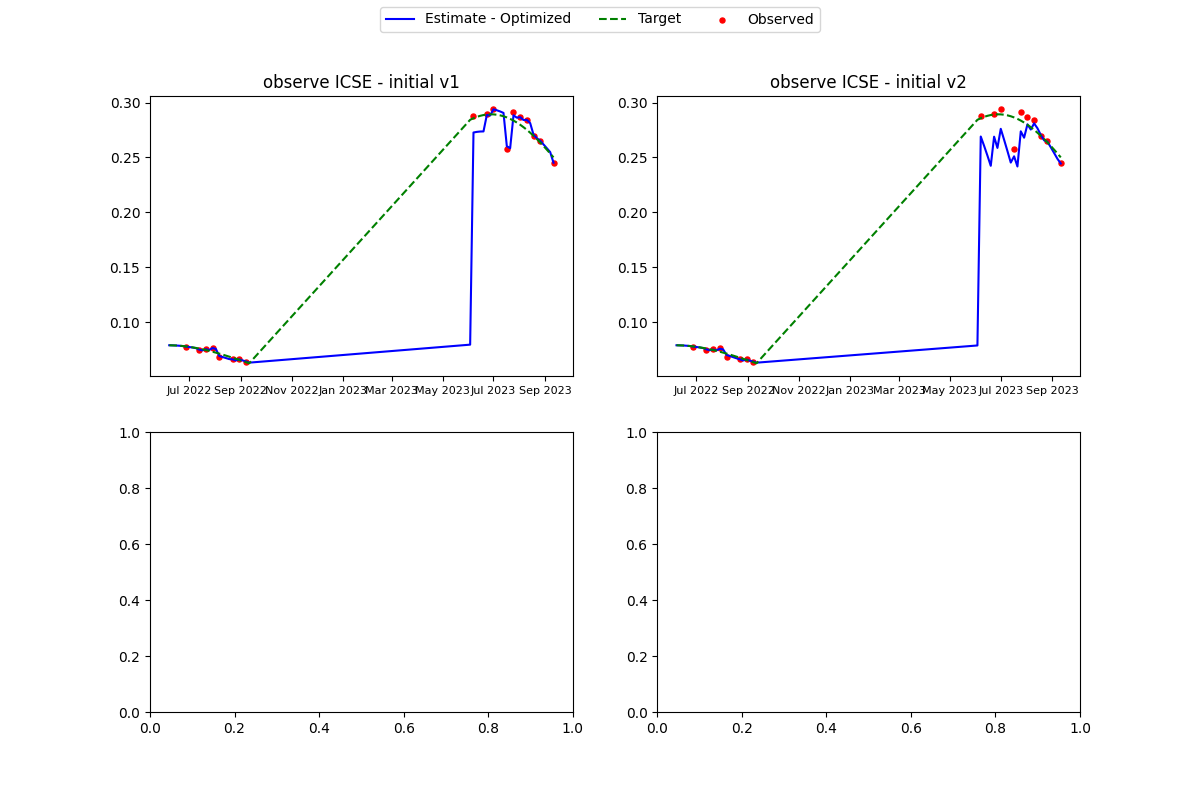 Estimate - Optimized Target Observed
observe ICSE - initial v1 observe ICSE - initial v2
0.30 0.30
0.25 0.25
0.20 0.20
0.15 0.15
0.10 0.10
Jul 2022 Sep 2022 Nov 2022 Jan 2023 Mar 2023 May 2023 Jul 2023 Sep 2023 Jul 2022 Sep 2022 Nov 2022 Jan 2023 Mar 2023 May 2023 Jul 2023 Sep 2023
1.0 1.0
0.8 0.8
0.6 0.6
0.4 0.4
0.2 0.2
0.0 0.0
0.0 0.2 0.4 0.6 0.8 1.0 0.0 0.2 0.4 0.6 0.8 1.0